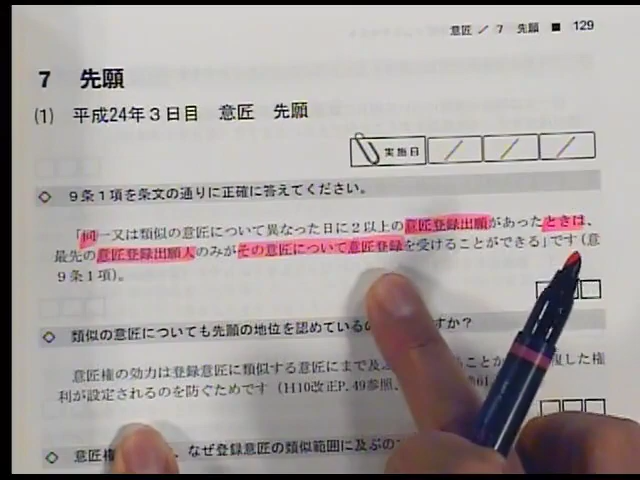 意匠 / 7 先願 ■ 129
7 先願
(1) 平成24年3日目 意匠 先願
実施日
◇ 9条1項を条文の通りに正確に答えてください。
「同一又は類似の意匠について異なった日に2以上の意匠登録出願があったときは、
最先の意匠登録出願人のみがその意匠について意匠登録を受けることができる」です(意
9条1項)。
◇ 類似の意匠についても先願の地位を認めているの すか?
意匠権の効力は登録意匠に類似する意匠にまで及 ることか 複した権
利が設定されるのを防ぐためです(H10改正P.49参照、
◇ 意匠権 、なぜ登録意匠の類似範囲に及ぶの